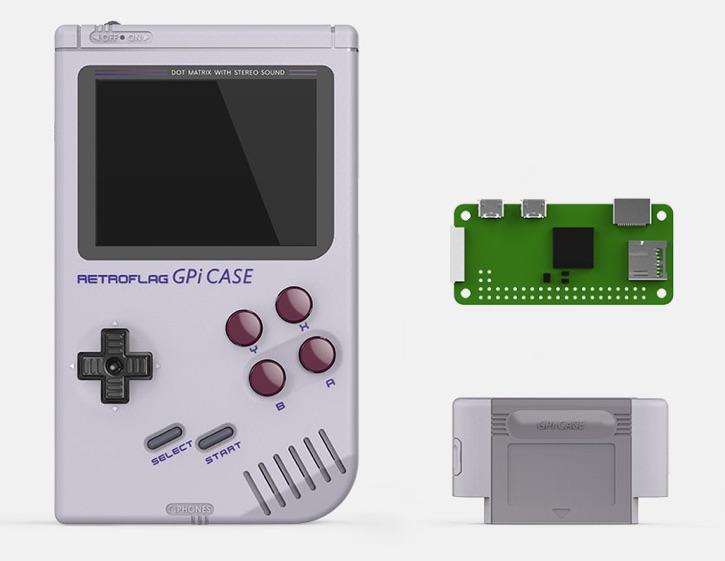 OFF ON
DOT MATRIX WITH STEREO SOUND
RETROFLAG GPi CASE
X
Y
A
B
SELECT
START
PHONES
GPi CASE